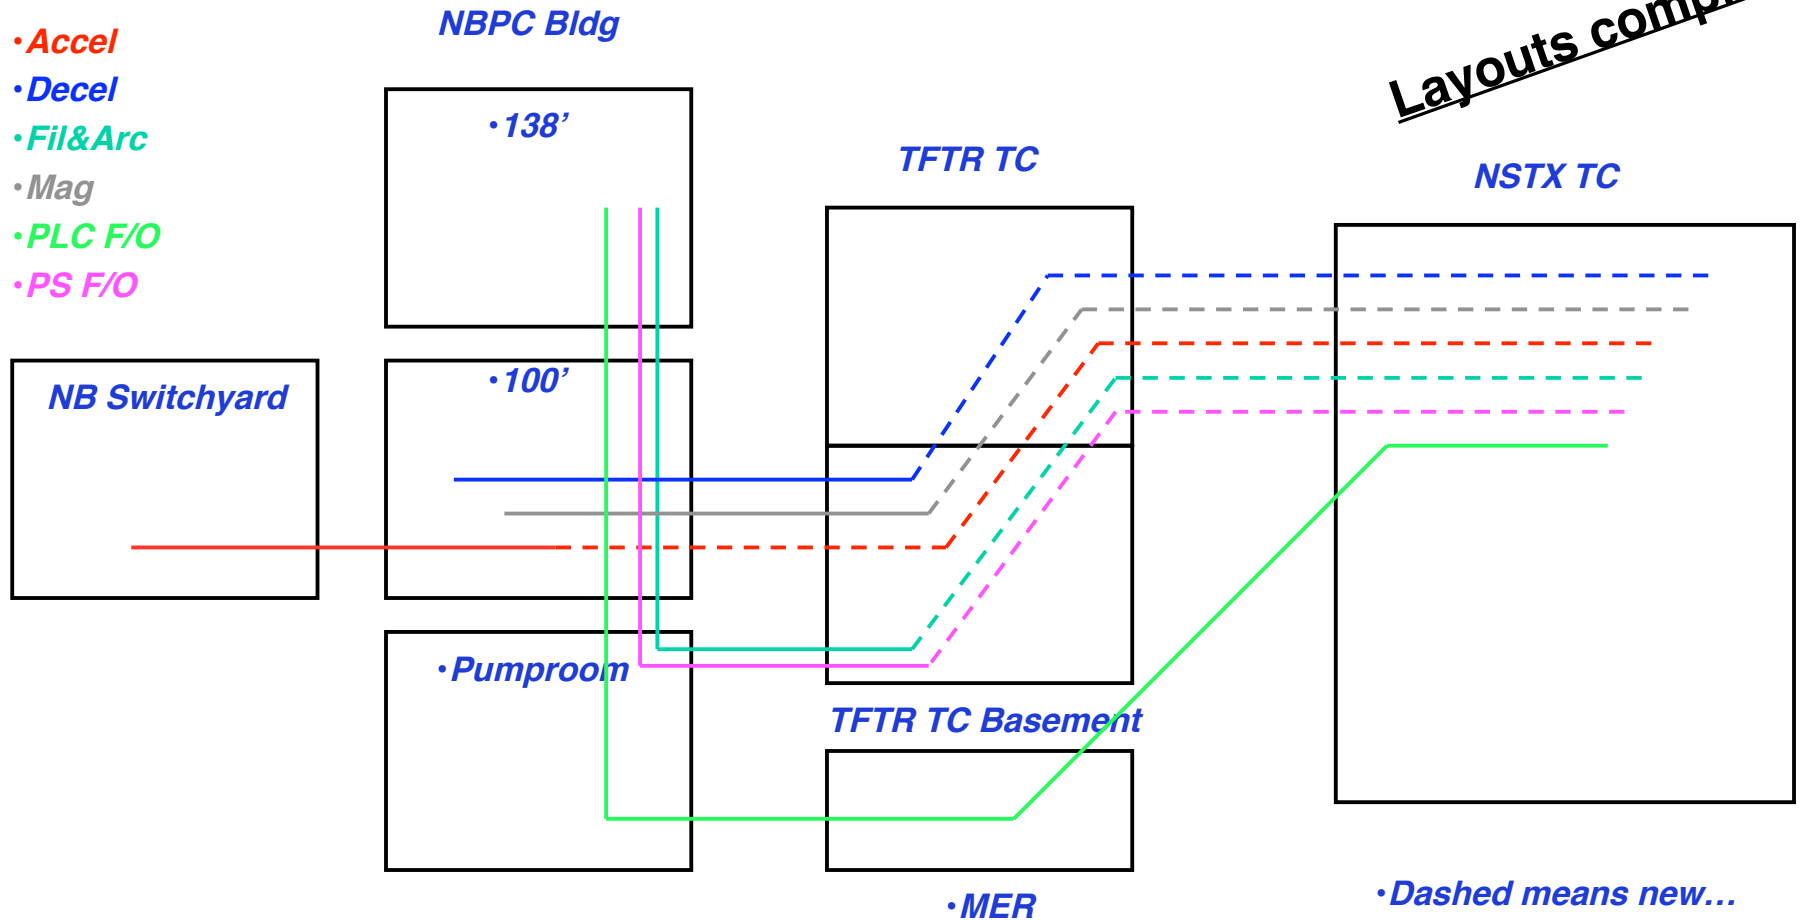 Layouts
NBPC Bldg
•Accel
•Decel
•Fil&Arc
•Mag
•PLC F/O
•PS F/O
•138’
TFTR TC
NSTX TC
NB Switchyard
•100’
•Pumproom
TFTR TC Basement
•MER
•Dashed means new…